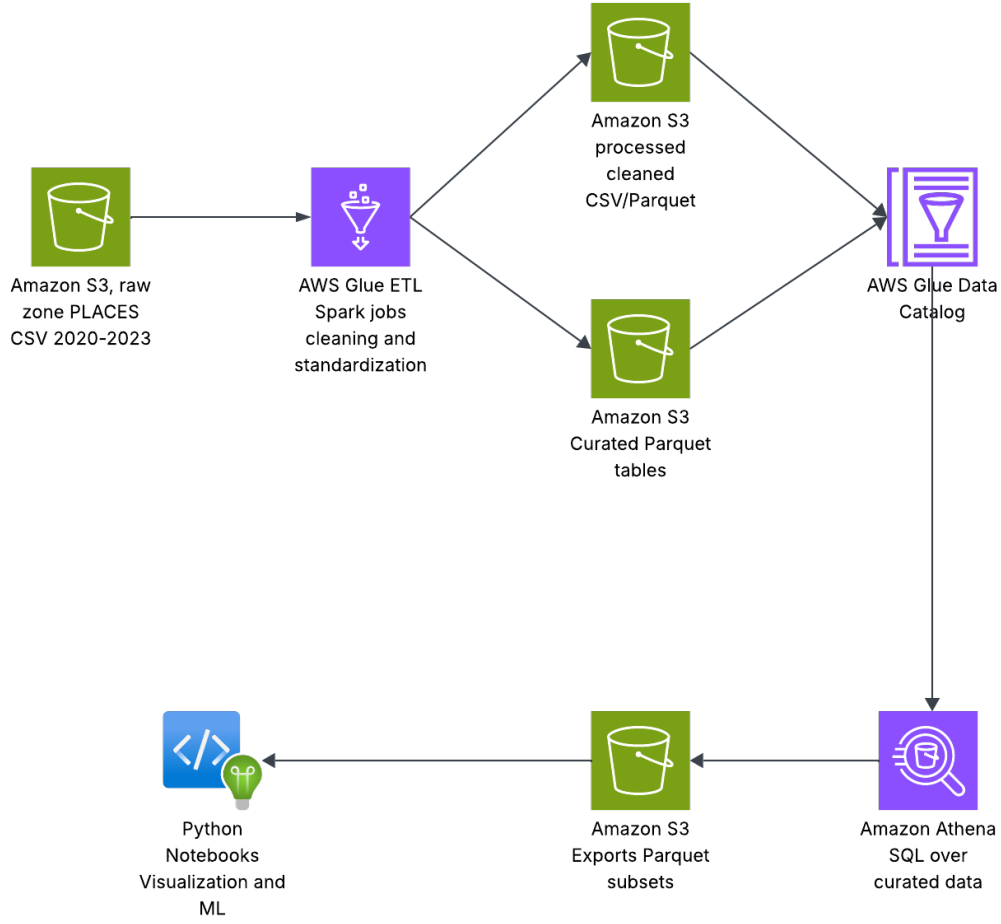 Amazon S3
processed
cleaned
CSV/Parquet
Amazon S3, raw
zone PLACES
CSV 2020-2023
AWS Glue ETL
Spark jobs
cleaning and
standardization
AWS Glue Data
Catalog
Amazon S3
Curated Parquet
tables
Python
Notebooks
Visualization and
ML
Amazon S3
Exports Parquet
subsets
Amazon Athena
SQL over
curated data